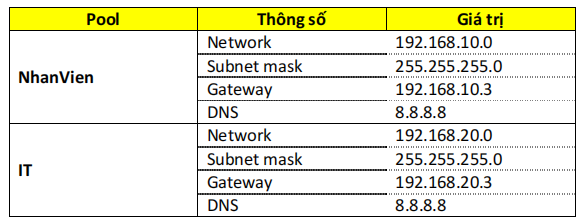 Pool Thông số Giá trị
NhanVien
Network 192.168.10.0
Subnet mask 255.255.255.0
Gateway 192.168.10.3
DNS 8.8.8.8
IT
Network 192.168.20.0
Subnet mask 255.255.255.0
Gateway 192.168.20.3
DNS 8.8.8.8